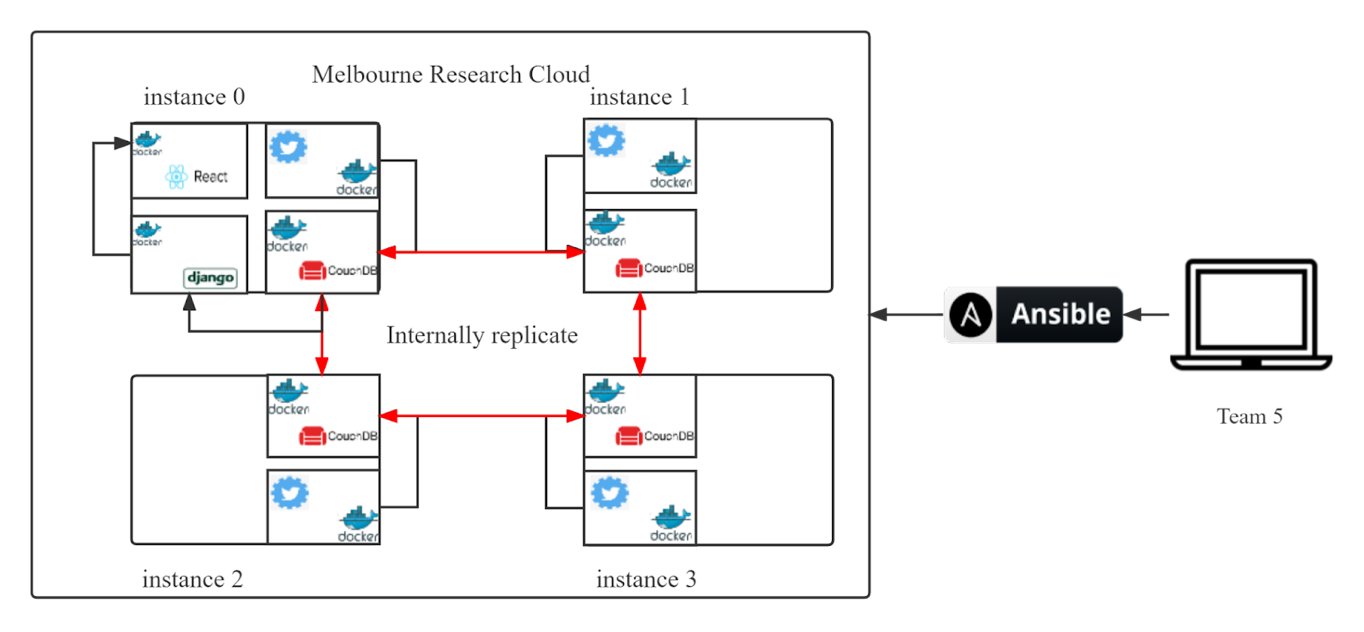 Melbourne Research Cloud
instance 0
instance 1
docker
React
docker
docker
docker
django
docker
CouchDB
docker
CouchDB
Internally replicate
Ansible
Team 5
docker
CouchDB
docker
CouchDB
docker
docker
instance 2
instance 3